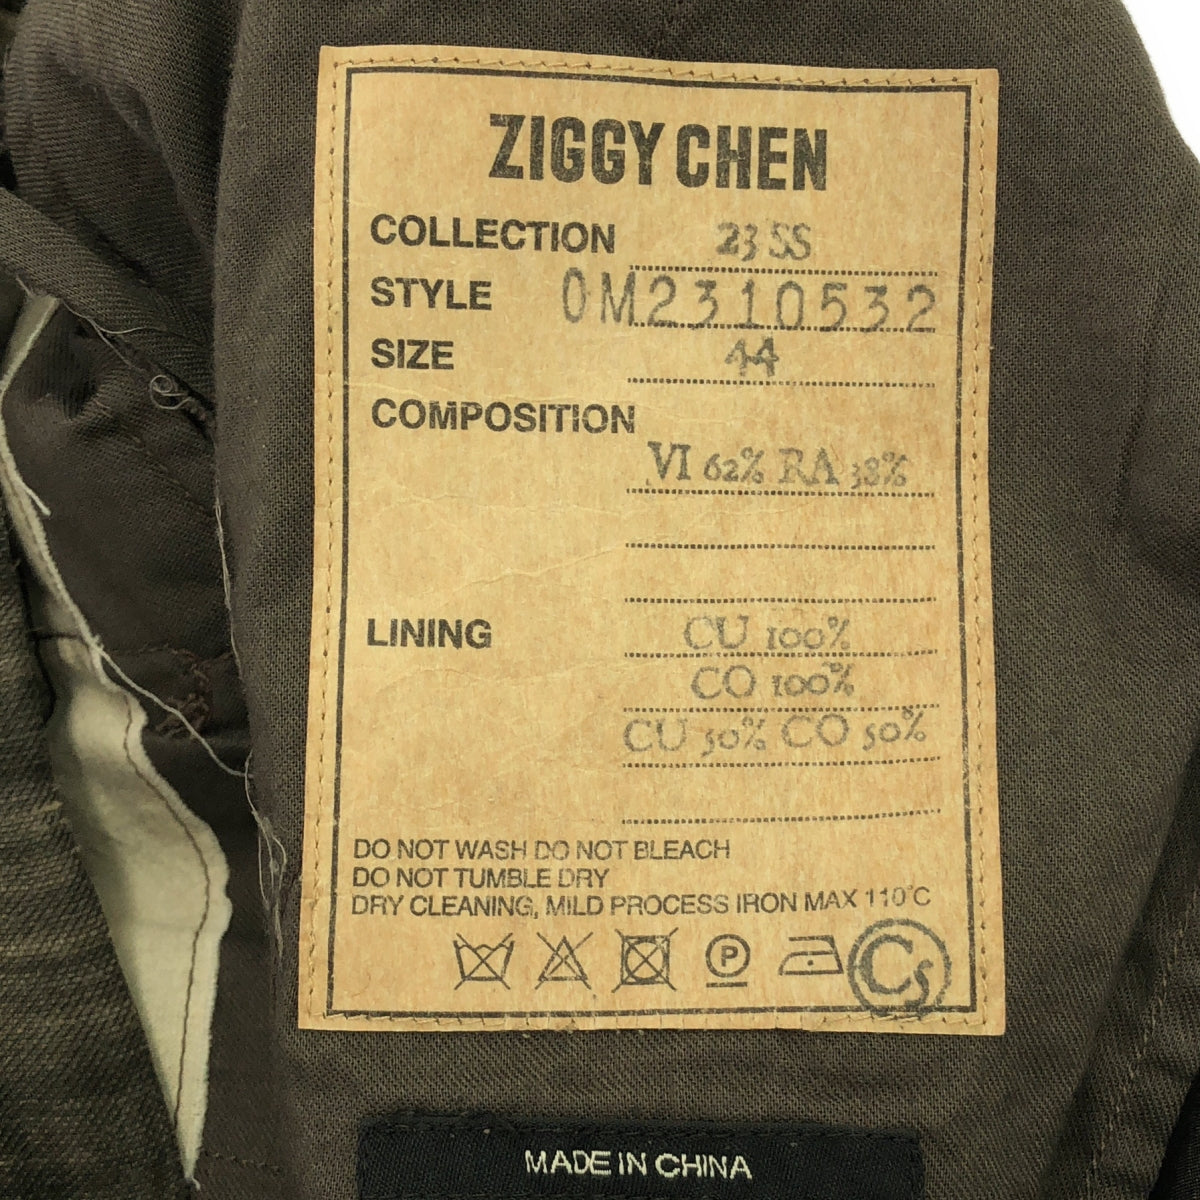 ZIGGY CHEN
COLLECTION 23 SS
STYLE 0M2310532
SIZE 44
COMPOSITION
VI 62% RA 38%
LINING CU 100%
CO 100%
CU 50% CO 50%
DO NOT WASH DO NOT BLEACH
DO NOT TUMBLE DRY
DRY CLEANING, MILD PROCESS IRON MAX 110°C
P
Cs
MADE IN CHINA